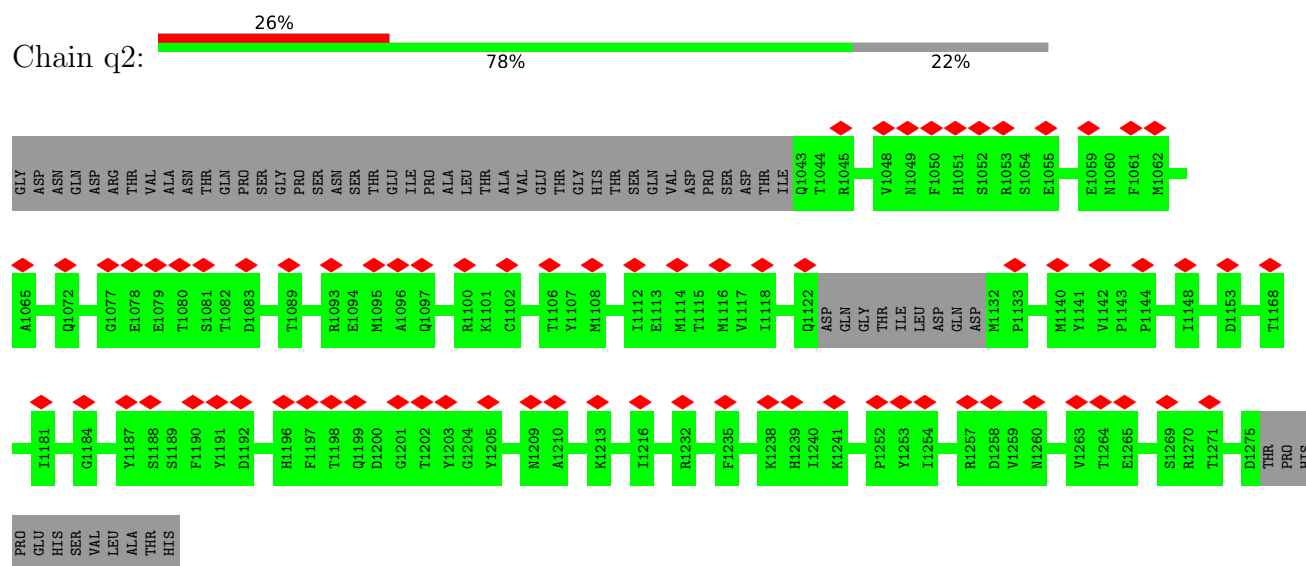 26%
Chain q2:
78% 22%
GLY ASP ASN GLN ASP ARG THR VAL ALA ASN THR GLN PRO SER GLY PRO SER ASN SER THR GLU ILE PRO ALA LEU THR ALA VAL GLU THR GLY HIS THR SER GLN VAL ASP PRO SER ASP THR ILE Q1043 T1044 R1045 V1048 N1049 F1050 H1051 S1052 R1053 S1054 E1055 E1059 N1060 F1061 M1062
A1065 Q1072 G1077 E1078 E1079 T1080 S1081 T1082 D1083 T1089 R1093 E1094 M1095 A1096 Q1097 R1100 K1101 C1102 T1106 Y1107 M1108 I1112 E1113 M1114 T1115 M1116 V1117 I1118 Q1122 ASP GLN GLY THR ILE LEU ASP GLN ASP M1132 P1133 M1140 Y1141 V1142 P1143 P1144 I1148 D1153 T1168
I1181 G1184 Y1187 S1188 S1189 F1190 Y1191 D1192 H1196 F1197 T1198 Q1199 D1200 G1201 T1202 Y1203 G1204 Y1205 N1209 A1210 K1213 I1216 R1232 F1235 K1238 H1239 I1240 K1241 P1252 Y1253 I1254 R1257 D1258 V1259 N1260 V1263 T1264 E1265 S1269 R1270 T1271 D1275 THR PRO HIS
PRO GLU HIS SER VAL LEU ALA THR HIS